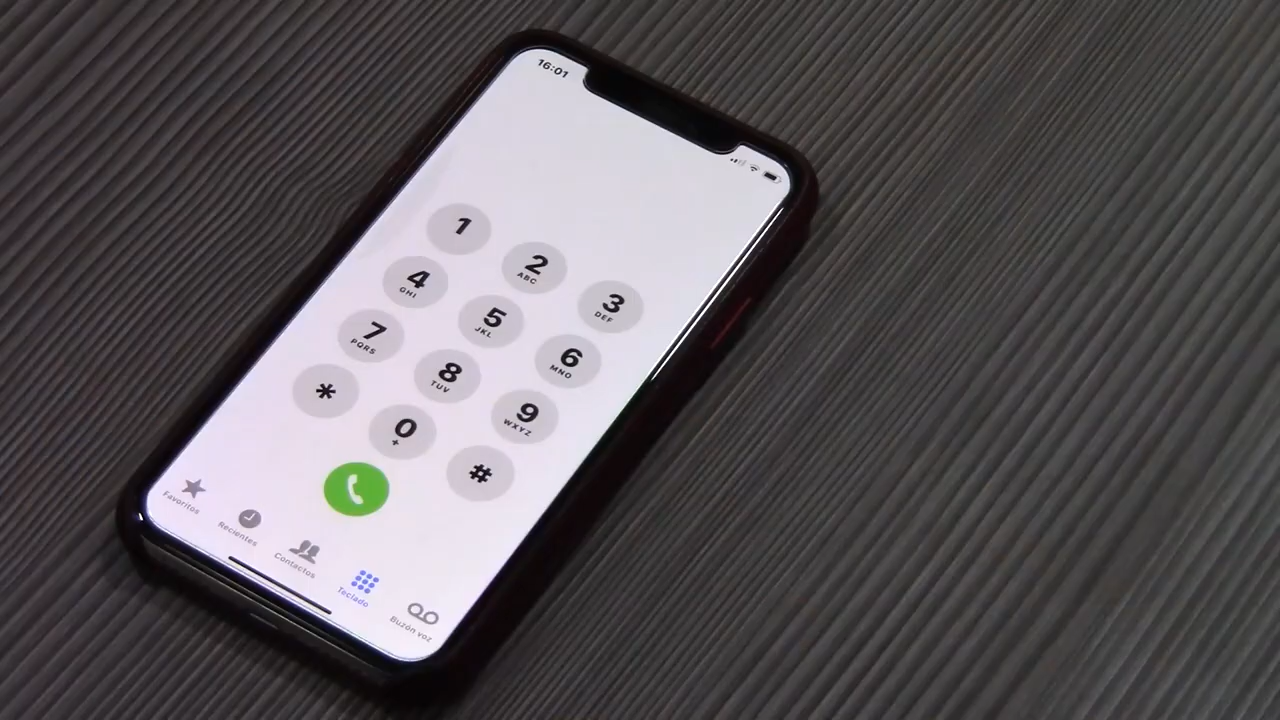 16:01
1
2
ABC
3
DEF
4
GHI
5
JKL
6
MNO
7
PQRS
8
TUV
9
WXYZ
*
0
+
#
Favoritos
Recientes
Contactos
Teclado
Buzón voz